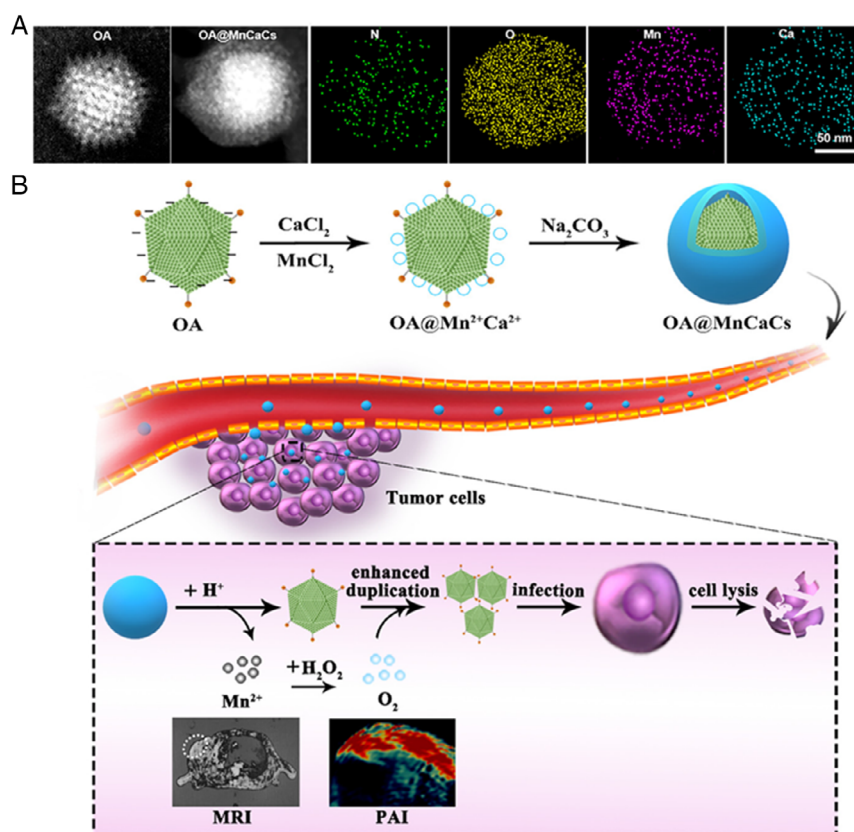 A
OA
OA@MnCaCs
N
O
Mn
Ca
50 nm
B
CaCl₂
MnCl₂
Na₂CO₃
OA
OA@Mn²⁺Ca²⁺
OA@MnCaCs
Tumor cells
+ H⁺
enhanced
duplication
infection
cell lysis
Mn²⁺
+H₂O₂
O₂
MRI
PAI